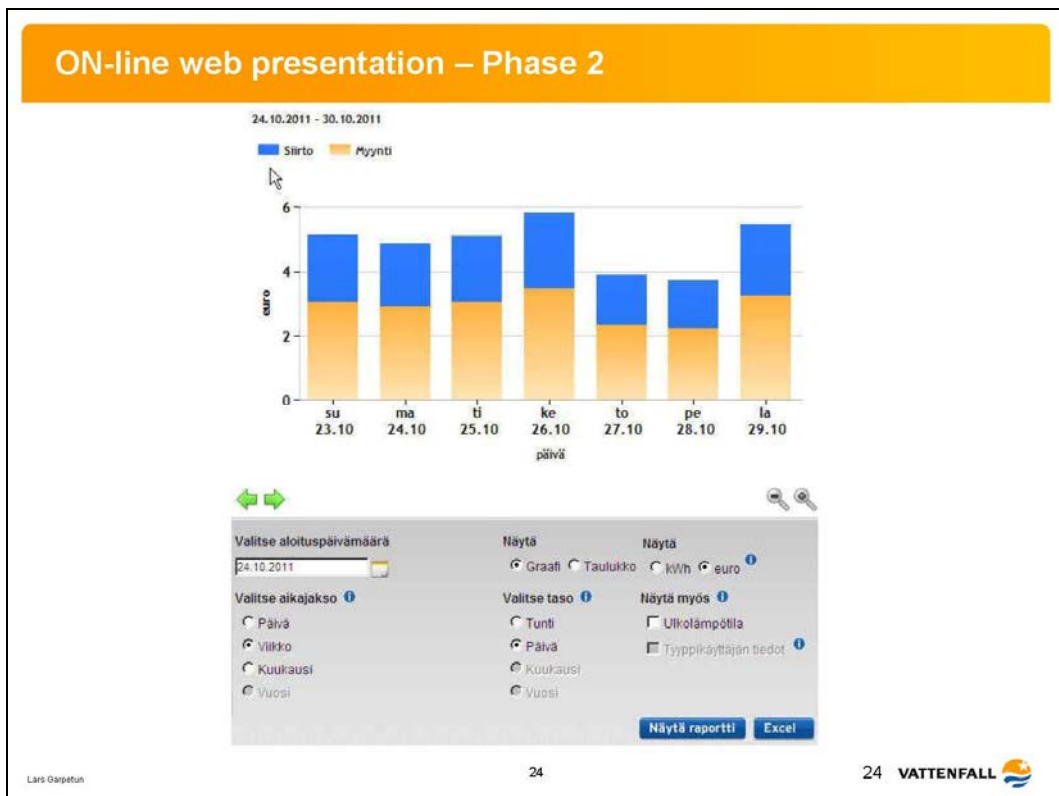 ON-line web presentation – Phase 2
24.10.2011 - 30.10.2011
Siirto Myynti
6
4
2
0
euro
su ma ti ke to pe la
23.10 24.10 25.10 26.10 27.10 28.10 29.10
päivä
Valitse aloituspäivämäärä Näytä Näytä
24.10.2011 Graafi Taulukko kWh euro
Valitse aikajakso Valitse taso Näytä myös
Päivä Tunti Ulkolämpötila
Viikko Päivä Tyyppikäyttäjän tiedot
Kuukausi Kuukausi
Vuosi Vuosi
Näytä raportti Excel
Lars Garpetun 24 24 VATTENFALL